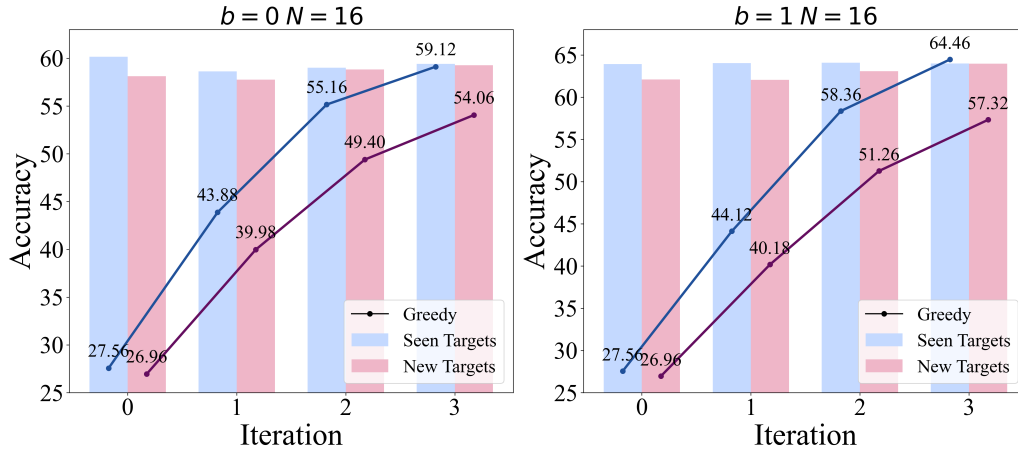 b = 0 N = 16
Accuracy
60
55
50
45
40
35
30
25
27.56
26.96
43.88
39.98
55.16
49.40
59.12
54.06
Greedy
Seen Targets
New Targets
0 1 2 3
Iteration
b = 1 N = 16
Accuracy
65
60
55
50
45
40
35
30
25
27.56
26.96
44.12
40.18
58.36
51.26
64.46
57.32
Greedy
Seen Targets
New Targets
0 1 2 3
Iteration